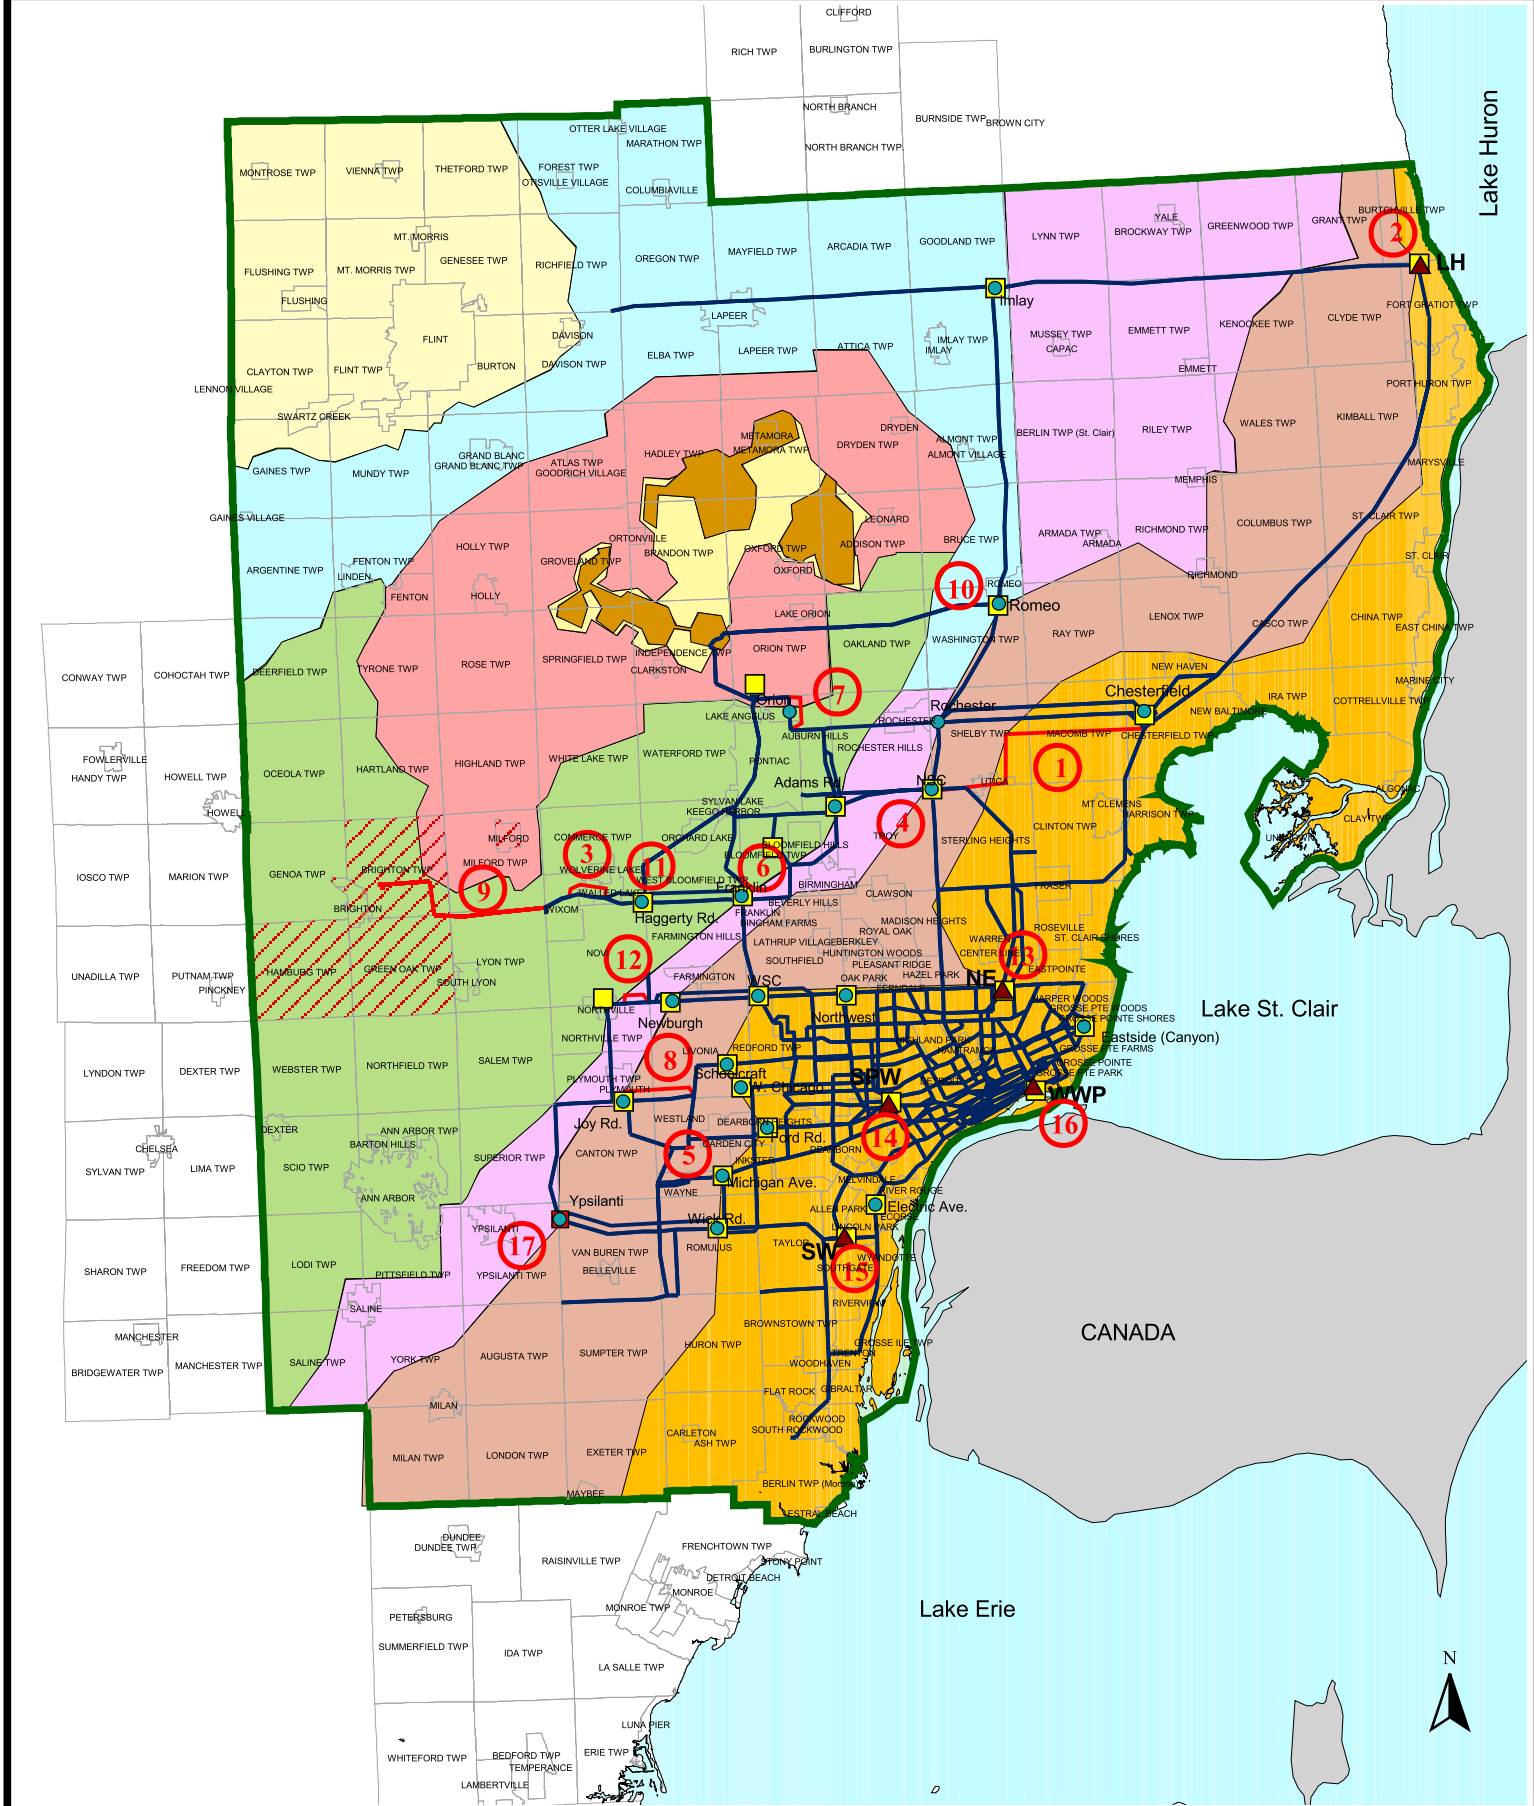 CLIFFORD
RICH TWP
BURLINGTON TWP
NORTH BRANCH
BURNSIDE TWP
BROWN CITY
NORTH BRANCH TWP
Lake Huron
OTTER LAKE VILLAGE
MARATHON TWP
MONTROSE TWP
VIENNA TWP
THETFORD TWP
FOREST TWP
OTISVILLE VILLAGE
COLUMBIAVILLE
BURTCHVILLE TWP
GRANT TWP
YALE
BROCKWAY TWP
GREENWOOD TWP
LYNN TWP
2
MT. MORRIS
GENESEE TWP
MT. MORRIS TWP
FLUSHING TWP
FLUSHING
RICHFIELD TWP
OREGON TWP
MAYFIELD TWP
ARCADIA TWP
GOODLAND TWP
LH
Imlay
FORT GRATIOT TWP
LAPEER
CLYDE TWP
KENOCKEE TWP
EMMETT TWP
MUSSEY TWP
CAPAC
IMLAY TWP
IMLAY
ATTICA TWP
LAPEER TWP
ELBA TWP
DAVISON
DAVISON TWP
FLINT
BURTON
FLINT TWP
CLAYTON TWP
LENNON VILLAGE
SWARTZ CREEK
EMMETT
PORT HURON TWP
KIMBALL TWP
WALES TWP
RILEY TWP
BERLIN TWP (St. Clair)
DRYDEN
DRYDEN TWP
ALMONT TWP
ALMONT VILLAGE
METAMORA
METAMORA TWP
HADLEY TWP
ATLAS TWP
GOODRICH VILLAGE
GRAND BLANC
GRAND BLANC TWP
MUNDY TWP
GAINES TWP
GAINES VILLAGE
MARYSVILLE
MEMPHIS
ST. CLAIR TWP
COLUMBUS TWP
RICHMOND TWP
ARMADA TWP
ARMADA
BRUCE TWP
LEONARD
ADDISON TWP
OXFORD TWP
OXFORD
ORTONVILLE
BRANDON TWP
GROVELAND TWP
HOLLY TWP
HOLLY
FENTON TWP
LINDEN
FENTON
ARGENTINE TWP
ST. CLAIR
RICHMOND
ROMEO
10
Romeo
LENOX TWP
CASCO TWP
CHINA TWP
EAST CHINA TWP
RAY TWP
WASHINGTON TWP
OAKLAND TWP
LAKE ORION
ORION TWP
INDEPENDENCE TWP
CLARKSTON
SPRINGFIELD TWP
ROSE TWP
TYRONE TWP
DEERFIELD TWP
COHOCTAH TWP
CONWAY TWP
NEW HAVEN
MARINE CITY
COTTRELLVILLE TWP
IRA TWP
NEW BALTIMORE
Chesterfield
CHESTERFIELD TWP
MACOMB TWP
SHELBY TWP
Rochester
ROCHESTER
ROCHESTER HILLS
7
Orion
LAKE ANGELUS
AUBURN HILLS
PONTIAC
WATERFORD TWP
WHITE LAKE TWP
HIGHLAND TWP
HARTLAND TWP
OCEOLA TWP
FOWLERVILLE
HANDY TWP
HOWELL TWP
HOWELL
1
UTICA
NSC
Adams Rd.
SYLVAN LAKE
KEEGO HARBOR
MT CLEMENS
HARRISON TWP
CLINTON TWP
ALGONAC
CLAY TWP
4
TROY
STERLING HEIGHTS
ORCHARD LAKE
COMMERCE TWP
MILFORD
MILFORD TWP
BLOOMFIELD HILLS
BLOOMFIELD TWP
3
11
6
9
WOLVERINE LAKE
WEST BLOOMFIELD TWP
WALLED LAKE
WIXOM
BRIGHTON TWP
BRIGHTON
GENOA TWP
MARION TWP
IOSCO TWP
BIRMINGHAM
BEVERLY HILLS
CLAWSON
FRASER
Franklin
FRANKLIN
BINGHAM FARMS
Haggerty Rd.
FARMINGTON HILLS
MADISON HEIGHTS
ROYAL OAK
BERKLEY
LATHRUP VILLAGE
HUNTINGTON WOODS
SOUTHFIELD
PLEASANT RIDGE
OAK PARK
HAZEL PARK
FERNDALE
ROSEVILLE
ST. CLAIR SHORES
WARREN
CENTER LINE
EASTPOINTE
13
12
NOVI
LYON TWP
SOUTH LYON
GREEN OAK TWP
HAMBURG TWP
PUTNAM TWP
PINCKNEY
UNADILLA TWP
FARMINGTON
WSC
NE
HARPER WOODS
GROSSE PTE WOODS
GROSSE POINTE SHORES
Lake St. Clair
NORTHVILLE
Newburgh
Northwest
Eastside (Canyon)
GROSSE PTE FARMS
GROSSE POINTE
GROSSE PTE PARK
HIGHLAND PARK
HAMTRAMCK
DETROIT
NORTHVILLE TWP
8
LIVONIA
REDFORD TWP
Schoolcraft
W. Chicago
SPW
WWP
16
SALEM TWP
NORTHFIELD TWP
WEBSTER TWP
DEXTER TWP
LYNDON TWP
PLYMOUTH TWP
PLYMOUTH
Joy Rd.
WESTLAND
DEARBORN HEIGHTS
Ford Rd.
GARDEN CITY
DEARBORN
14
DEXTER
ANN ARBOR TWP
BARTON HILLS
CHELSEA
SYLVAN TWP
LIMA TWP
SCIO TWP
SUPERIOR TWP
CANTON TWP
5
INKSTER
MELVINDALE
Michigan Ave.
WAYNE
RIVER ROUGE
ANN ARBOR
Ypsilanti
ALLEN PARK
Electric Ave.
ECORSE
LINCOLN PARK
YPSILANTI
17
Wick Rd.
ROMULUS
TAYLOR
SW
WYANDOTTE
SOUTHGATE
15
VAN BUREN TWP
BELLEVILLE
YPSILANTI TWP
PITTSFIELD TWP
LODI TWP
FREEDOM TWP
SHARON TWP
SALINE
RIVERVIEW
BROWNSTOWN TWP
GROSSE ILE TWP
TRENTON
WOODHAVEN
CANADA
MANCHESTER
BRIDGEWATER TWP
MANCHESTER TWP
SALINE TWP
YORK TWP
AUGUSTA TWP
SUMPTER TWP
HURON TWP
FLAT ROCK
GIBRALTAR
MILAN
ROCKWOOD
SOUTH ROCKWOOD
CARLETON
ASH TWP
MILAN TWP
LONDON TWP
EXETER TWP
MAYBEE
BERLIN TWP (Monroe)
ESTRAL BEACH
DUNDEE
DUNDEE TWP
RAISINVILLE TWP
FRENCHTOWN TWP
STONY POINT
DETROIT BEACH
MONROE
MONROE TWP
Lake Erie
PETERSBURG
SUMMERFIELD TWP
IDA TWP
LA SALLE TWP
N
LUNA PIER
WHITEFORD TWP
BEDFORD TWP
TEMPERANCE
ERIE TWP
LAMBERTVILLE